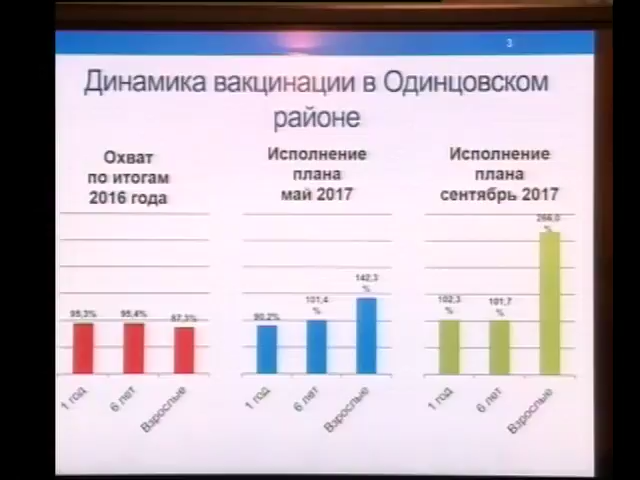 3
Динамика вакцинации в Одинцовском
районе
Охват
по итогам
2016 года
95,3%
95,4%
87,3%
1 год
6 лет
Взрослые
Исполнение
плана
май 2017
90,2%
101,4
%
142,3
%
1 год
6 лет
Взрослые
Исполнение
плана
сентябрь 2017
102,3
%
101,7
%
266,0
%
1 год
6 лет
Взрослые